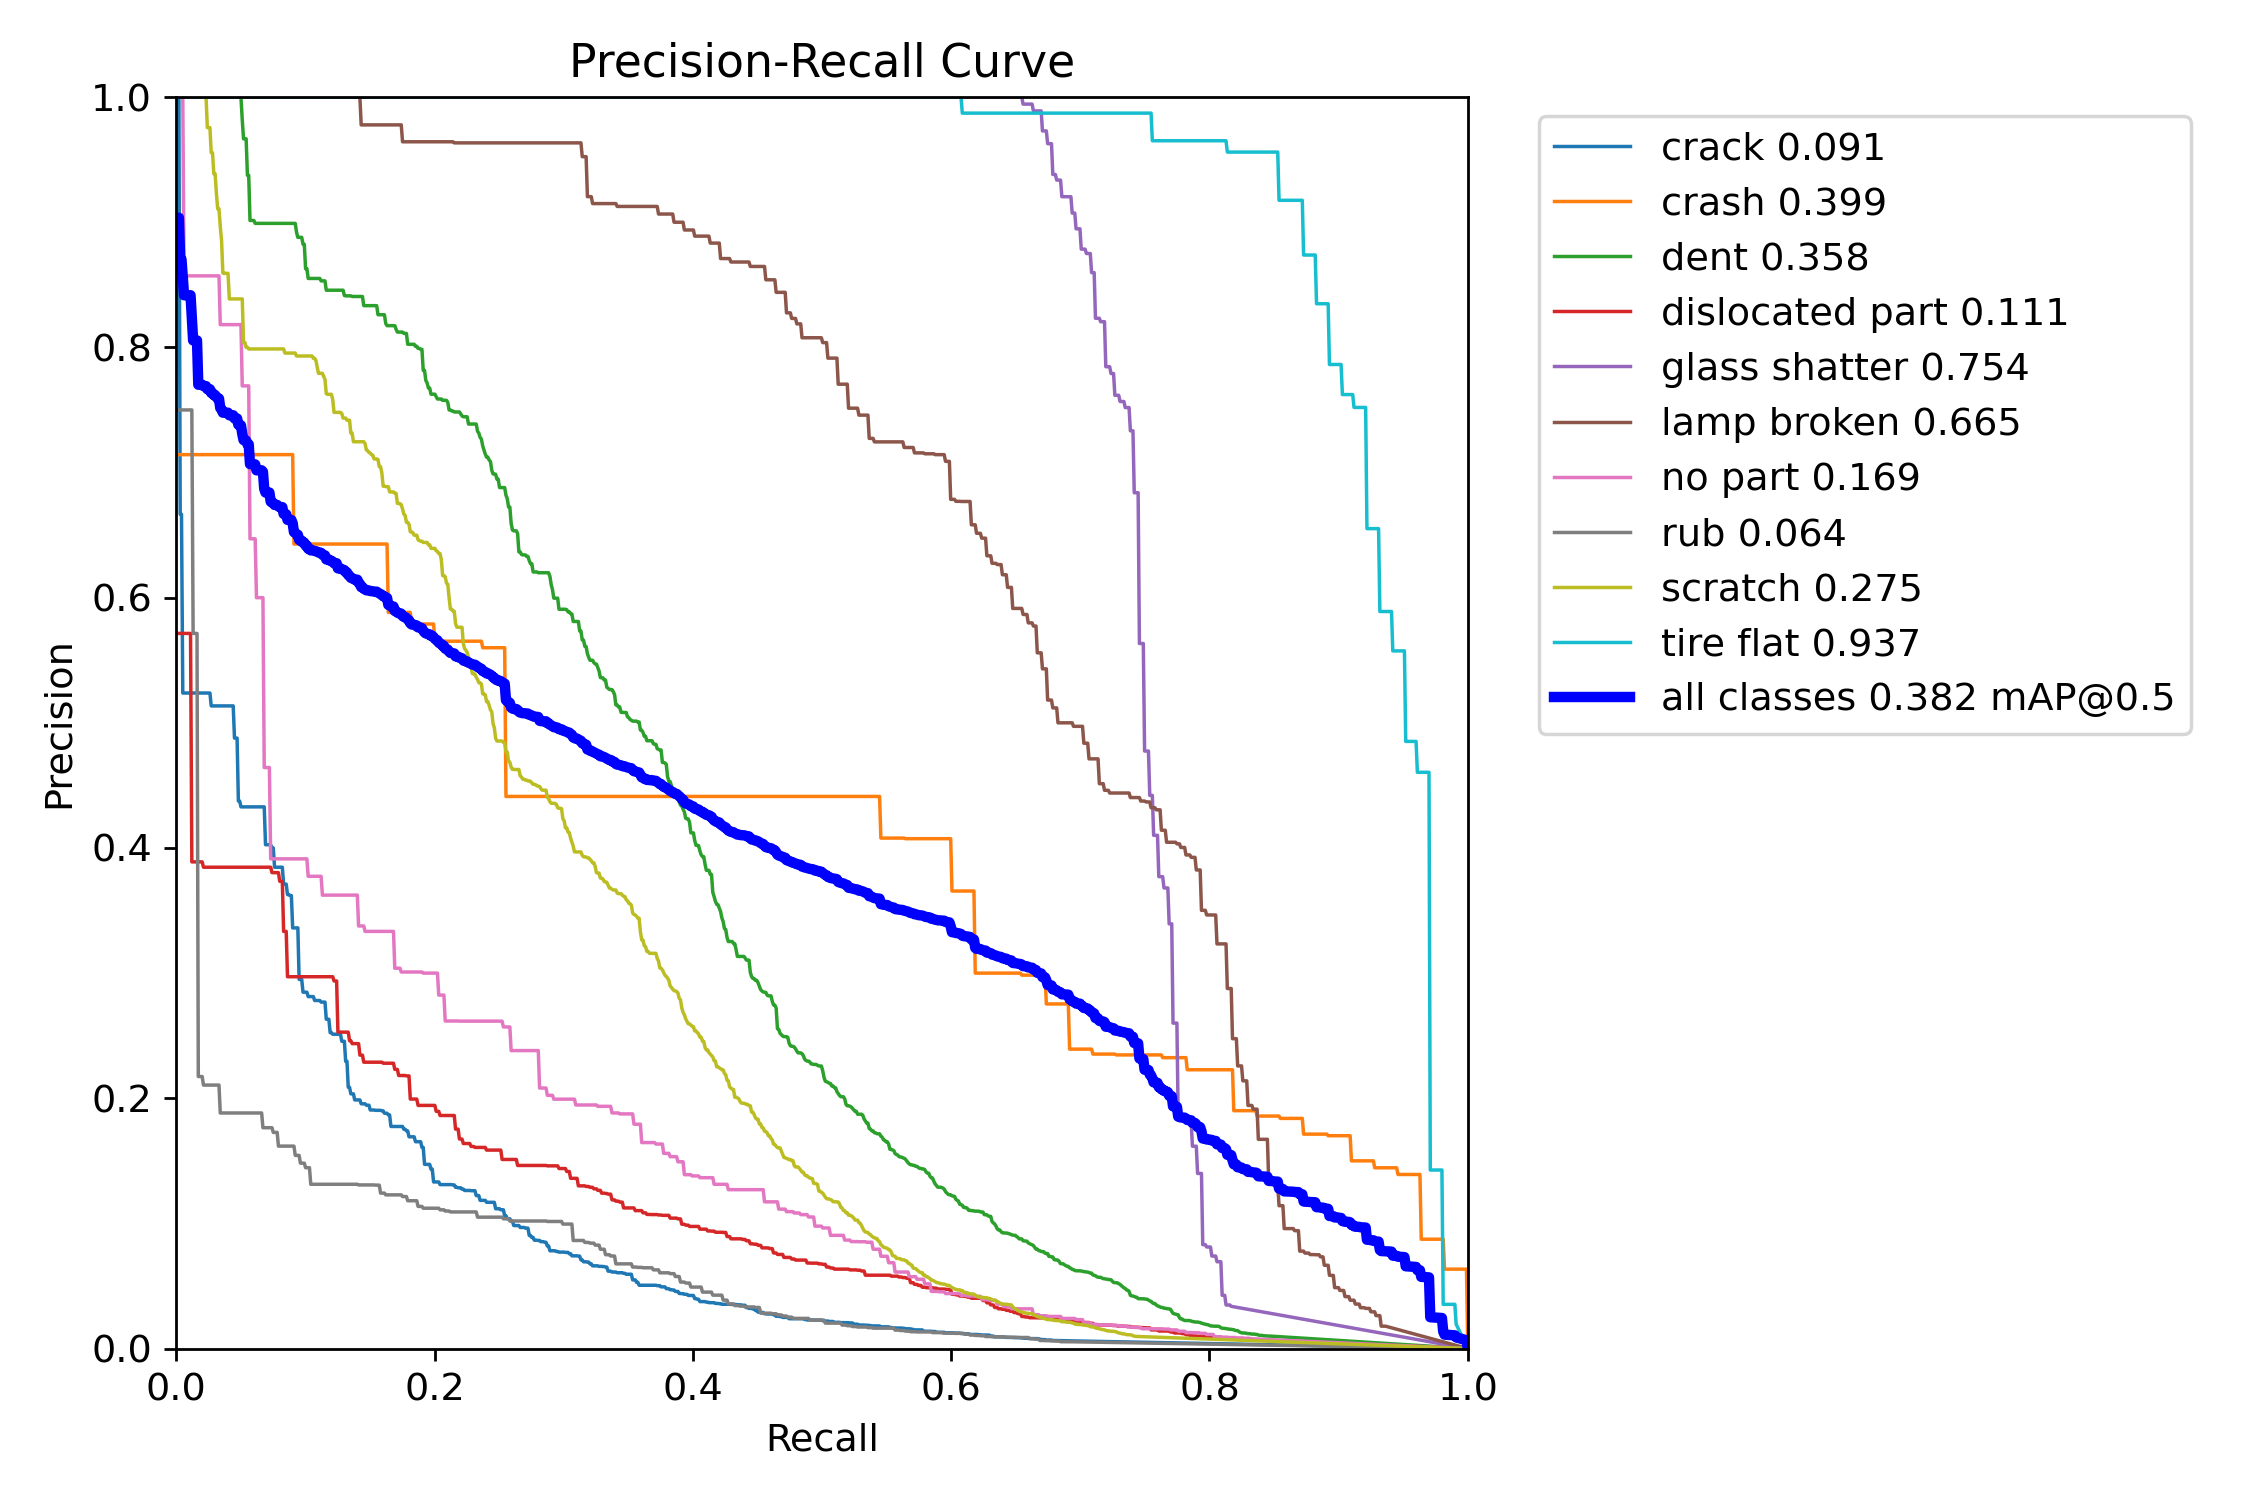 Precision-Recall Curve
1.0
0.8
0.6
0.4
0.2
0.0
Precision
0.0 0.2 0.4 0.6 0.8 1.0
Recall
crack 0.091
crash 0.399
dent 0.358
dislocated part 0.111
glass shatter 0.754
lamp broken 0.665
no part 0.169
rub 0.064
scratch 0.275
tire flat 0.937
all classes 0.382 mAP@0.5